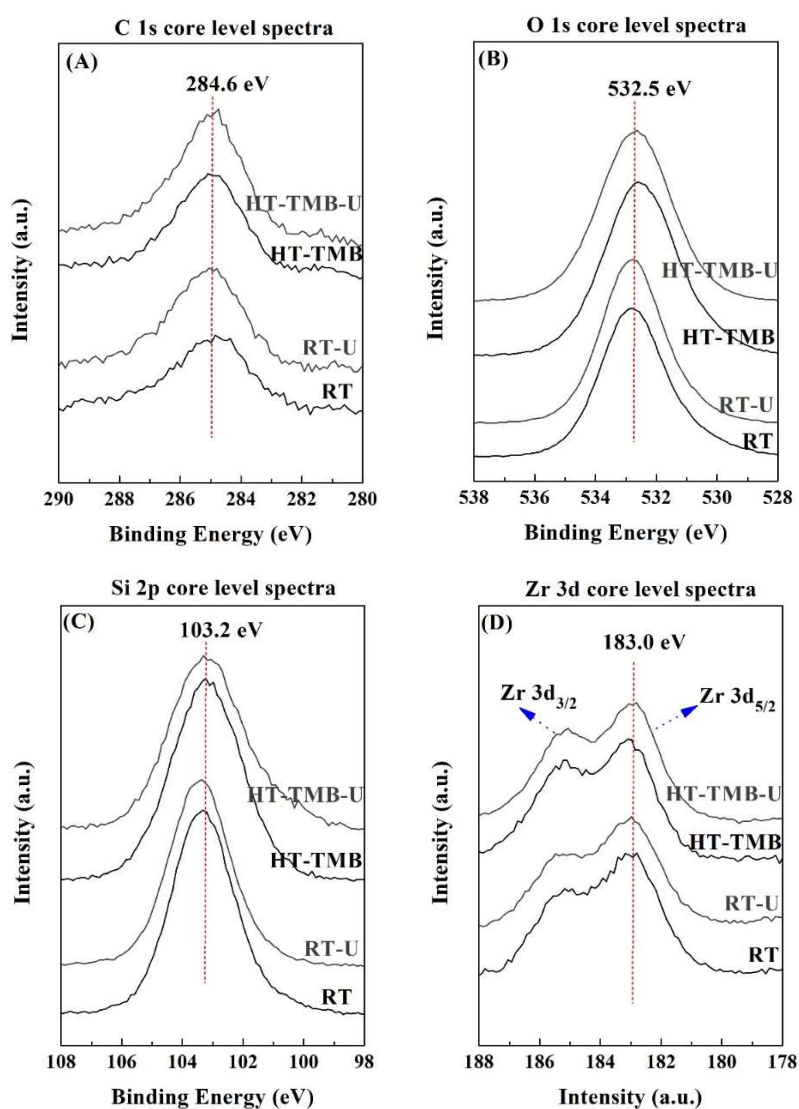 C 1s core level spectra
(A)
284.6 eV
HT-TMB-U
HT-TMB
RT-U
RT
Intensity (a.u.)
290 288 286 284 282 280
Binding Energy (eV)
O 1s core level spectra
(B)
532.5 eV
HT-TMB-U
HT-TMB
RT-U
RT
Intensity (a.u.)
538 536 534 532 530 528
Binding Energy (eV)
Si 2p core level spectra
(C)
103.2 eV
HT-TMB-U
HT-TMB
RT-U
RT
Intensity (a.u.)
108 106 104 102 100 98
Binding Energy (eV)
Zr 3d core level spectra
(D)
183.0 eV
Zr 3d3/2
Zr 3d5/2
HT-TMB-U
HT-TMB
RT-U
RT
Intensity (a.u.)
188 186 184 182 180 178
Intensity (a.u.)